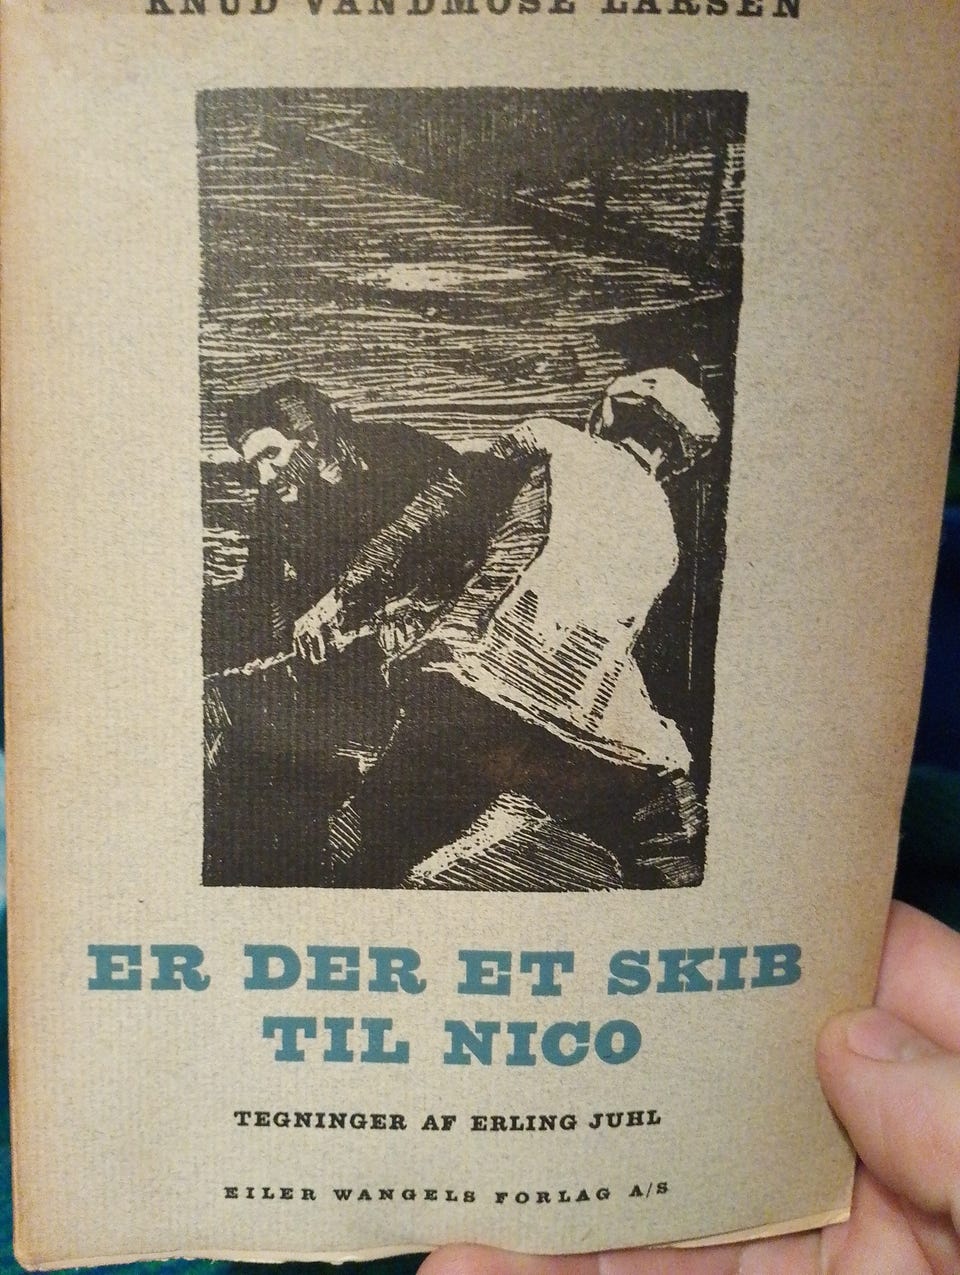 KNUD VANDMOSE LARSEN
ER DER ET SKIB
TIL NICO
TEGNINGER AF ERLING JUHL
EILER WANGELS FORLAG A/S